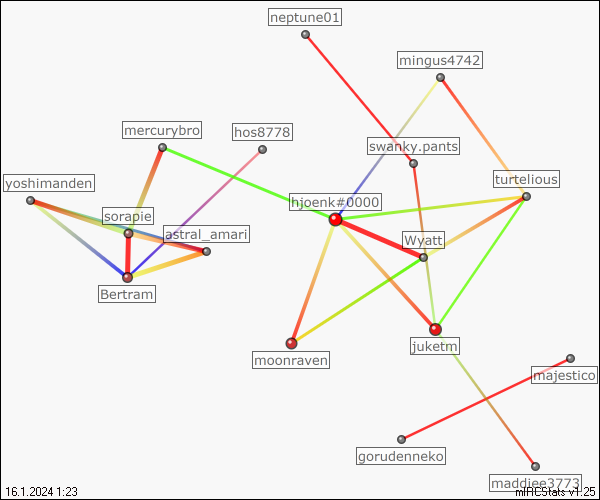 neptune01
mingus4742
mercurybro
hos8778
swanky.pants
yoshimanden
turtelious
hjoenk#0000
sorapie
astral_amari
Wyatt
Bertram
juketm
moonraven
majestico
gorudenneko
maddiee3773
16.1.2024 1:23
mIRCStats v1.25